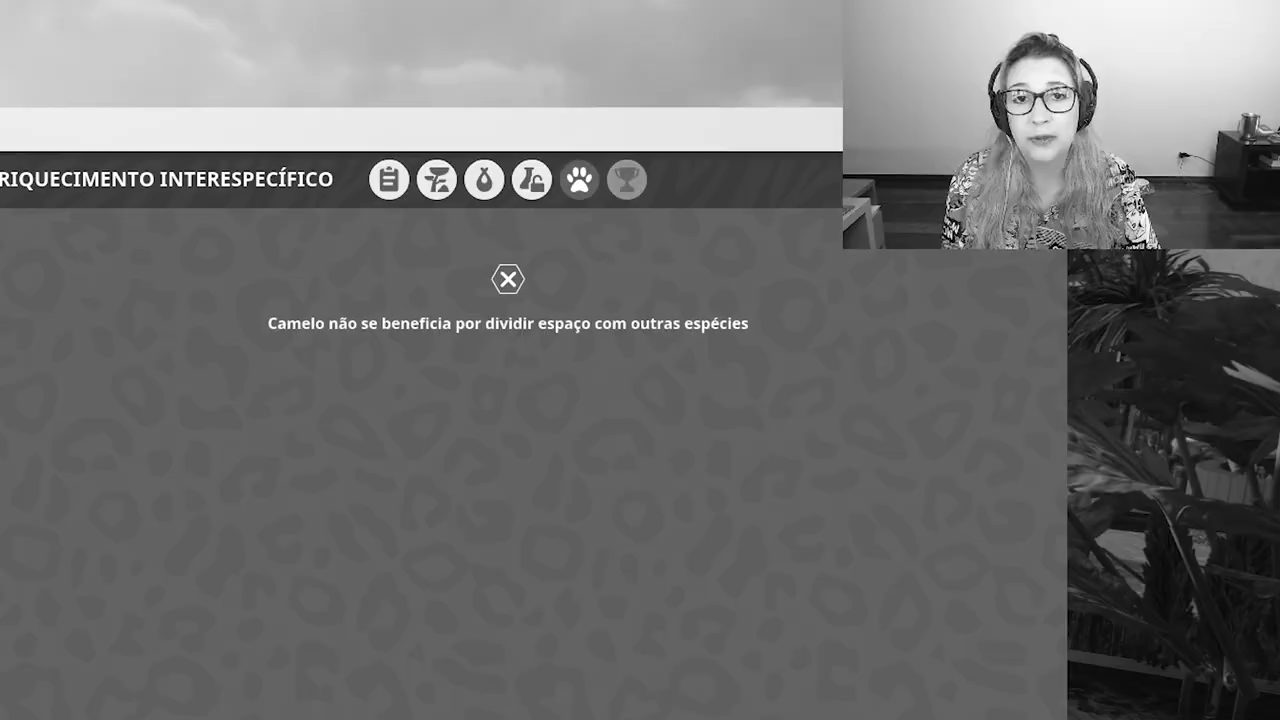 RIQUECIMENTO INTERESPECÍFICO
Camelo não se beneficia por dividir espaço com outras espécies